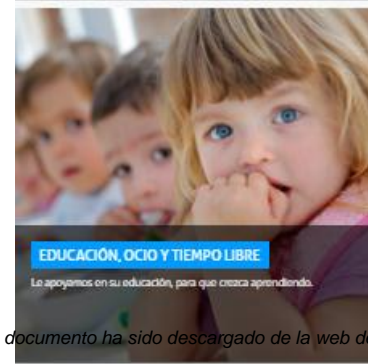 EDUCACIÓN, OCIO Y TIEMPO LIBRE
Le apoyamos en su educación, para que crezca aprendiendo.
documento ha sido descargado de la web de